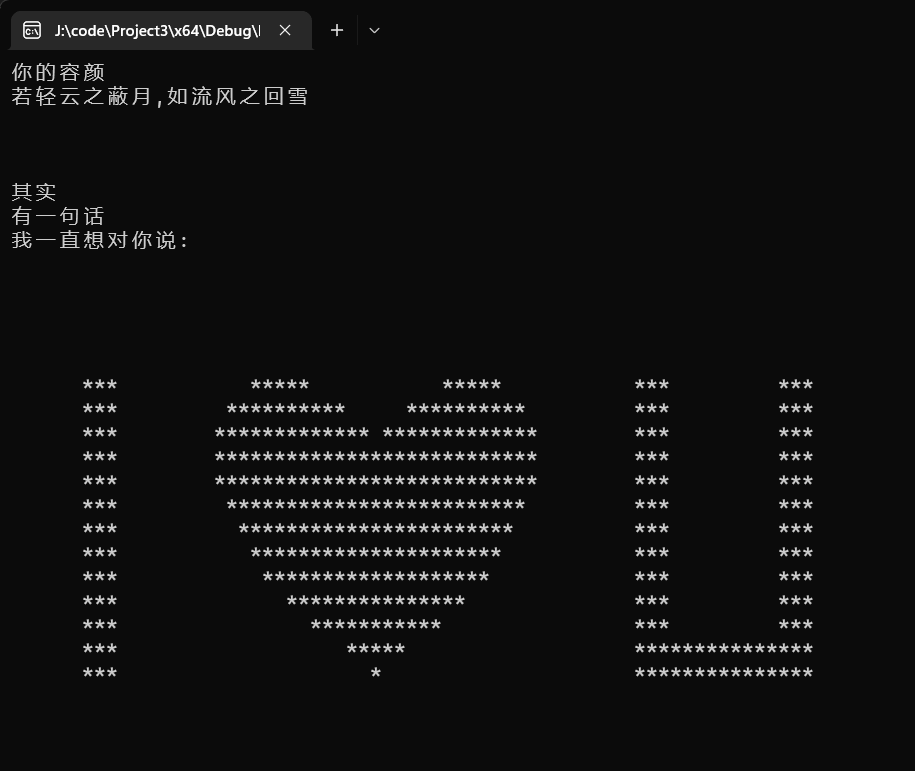 J:\code\Project3\x64\Debug\
你的容颜
若轻云之蔽月,如流风之回雪
其实
有一句话
我一直想对你说:
      ***           *****           *****           ***         ***
      ***         **********     **********         ***         ***
      ***        ************* *************        ***         ***
      ***        ***************************        ***         ***
      ***        ***************************        ***         ***
      ***         *************************         ***         ***
      ***          ***********************          ***         ***
      ***           *********************           ***         ***
      ***            *******************            ***         ***
      ***              ***************              ***         ***
      ***                ***********                ***         ***
      ***                   *****                   ***************
      ***                     *                     ***************